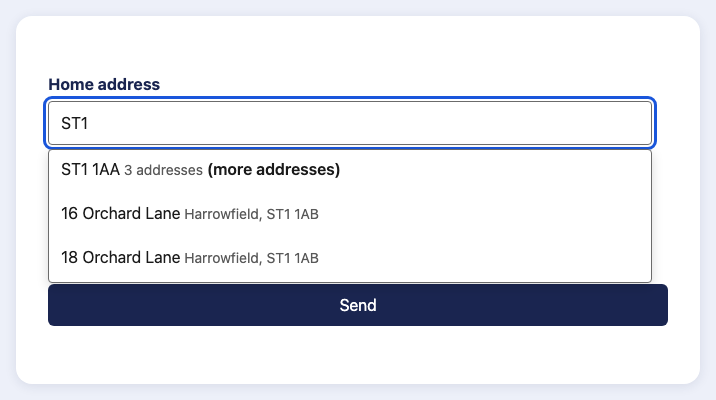 Home address
ST1
ST1 1AA 3 addresses (more addresses)
16 Orchard Lane Harrowfield, ST1 1AB
18 Orchard Lane Harrowfield, ST1 1AB
Send